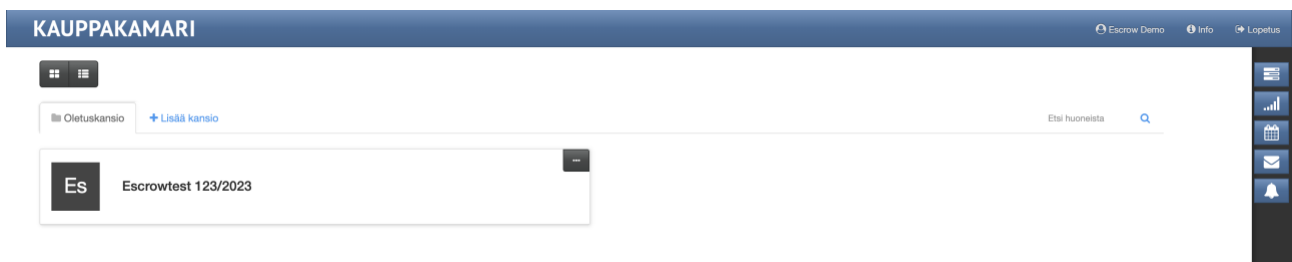 KAUPPAKAMARI
Escrow Demo Info Lopetus
Oletuskansio + Lisää kansio Etsi huoneista
Es Escrowtest 123/2023